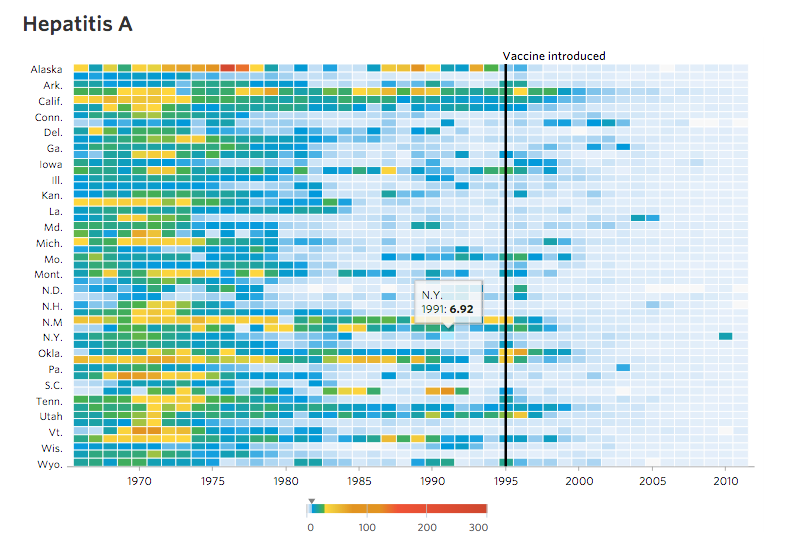 Hepatitis A
Vaccine introduced
Alaska
Ark.
Calif.
Conn.
Del.
Ga.
Iowa
Ill.
Kan.
La.
Md.
Mich.
Mo.
Mont.
N.D.
N.Y.
1991: 6.92
N.H.
N.M
N.Y.
Okla.
Pa.
S.C.
Tenn.
Utah
Vt.
Wis.
Wyo.
1970 1975 1980 1985 1990 1995 2000 2005 2010
0 100 200 300